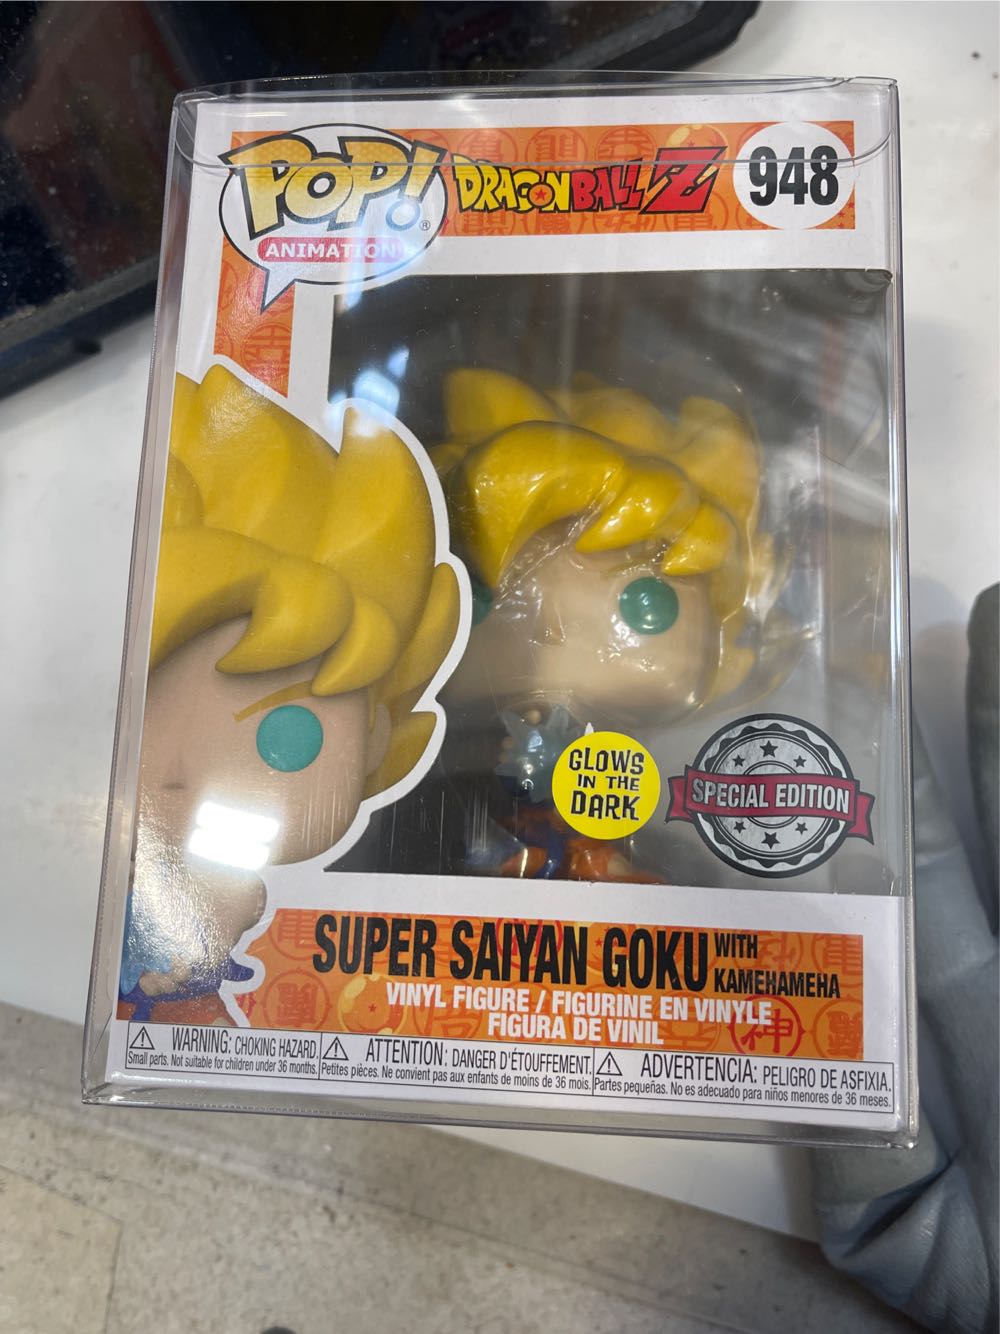 POP!®
ANIMATION
DRAGON BALL Z
948
GLOWS
IN THE
DARK
SPECIAL EDITION
SUPER SAIYAN GOKU WITH
KAMEHAMEHA
VINYL FIGURE / FIGURINE EN VINYLE
FIGURA DE VINIL
WARNING: CHOKING HAZARD.
Small parts. Not suitable for children under 36 months.
ATTENTION: DANGER D'ÉTOUFFEMENT.
Petites pièces. Ne convient pas aux enfants de moins de 36 mois.
ADVERTENCIA: PELIGRO DE ASFIXIA.
Partes pequeñas. No es adecuado para niños menores de 36 meses.